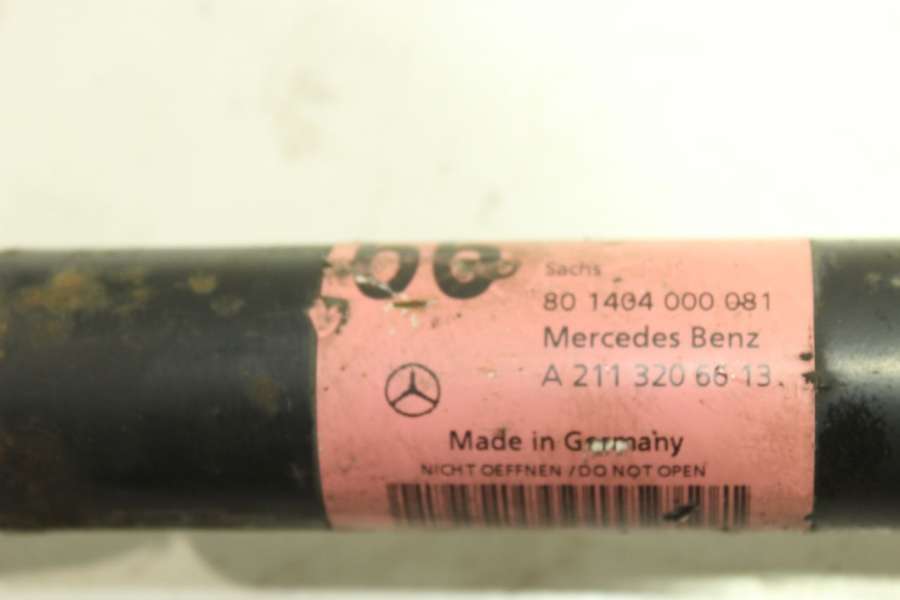 Sachs
80 1404 000 081
Mercedes Benz
A 211 320 66 13
Made in Germany
NICHT OEFFNEN / DO NOT OPEN